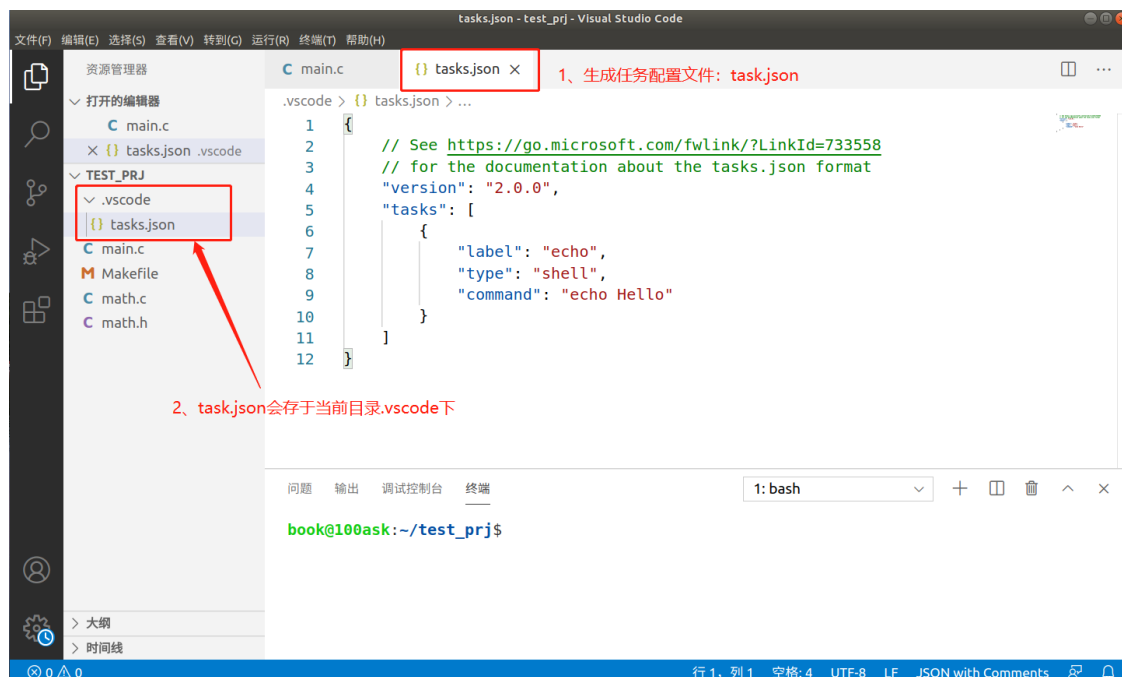 tasks.json - test_prj - Visual Studio Code
文件(F) 编辑(E) 选择(S) 查看(V) 转到(G) 运行(R) 终端(T) 帮助(H)
资源管理器
打开的编辑器
C main.c
{} tasks.json .vscode
TEST_PRJ
.vscode
{} tasks.json
C main.c
M Makefile
C math.c
C math.h
大纲
时间线
C main.c
{} tasks.json
1、生成任务配置文件：task.json
.vscode > {} tasks.json > ...
1 {
2 // See https://go.microsoft.com/fwlink/?LinkId=733558
3 // for the documentation about the tasks.json format
4 "version": "2.0.0",
5 "tasks": [
6 {
7 "label": "echo",
8 "type": "shell",
9 "command": "echo Hello"
10 }
11 ]
12 }
2、task.json会存于当前目录.vscode下
问题 输出 调试控制台 终端
1: bash
book@100ask:~/test_prj$
0 0
行 1，列 1 空格: 4 UTF-8 LF JSON with Comments